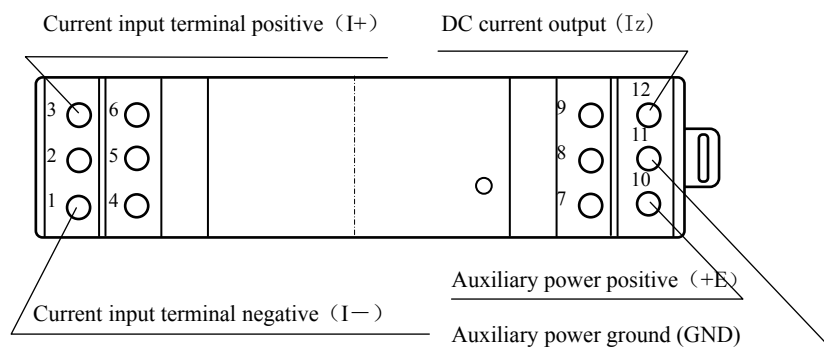 Current input terminal positive（I+）
DC current output (Iz)
3
6
9
12
2
5
8
11
1
4
7
10
Auxiliary power positive（+E）
Current input terminal negative（I－）
Auxiliary power ground (GND)